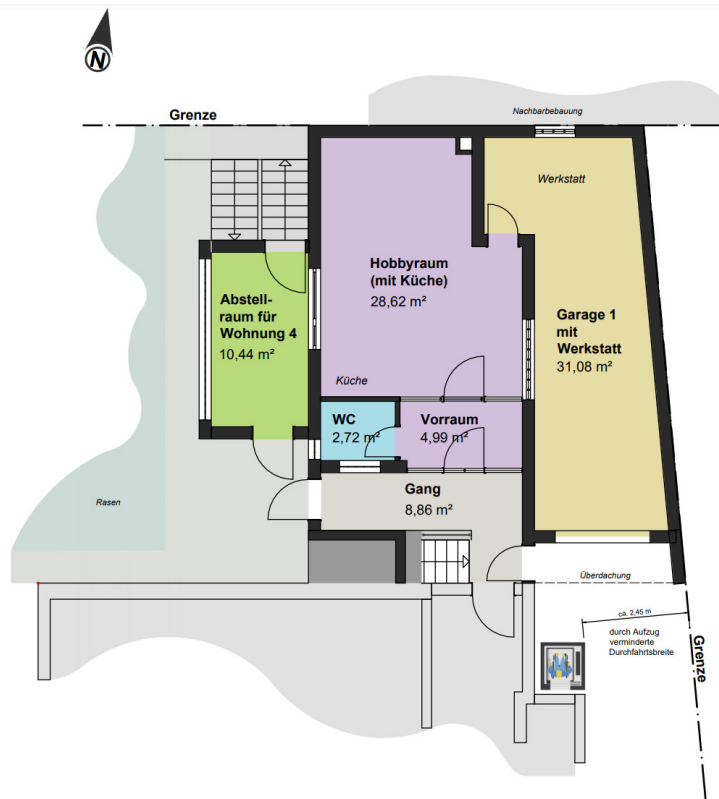 N
Grenze
Nachbarbebauung
Werkstatt
Hobbyraum
(mit Küche)
28,62 m²
Abstell-
raum für
Wohnung 4
10,44 m²
Garage 1
mit
Werkstatt
31,08 m²
Küche
WC
2,72 m²
Vorraum
4,99 m²
Gang
8,86 m²
Rasen
Überdachung
ca. 2,45 m
durch Aufzug
verminderte
Durchfahrtsbreite
Grenze